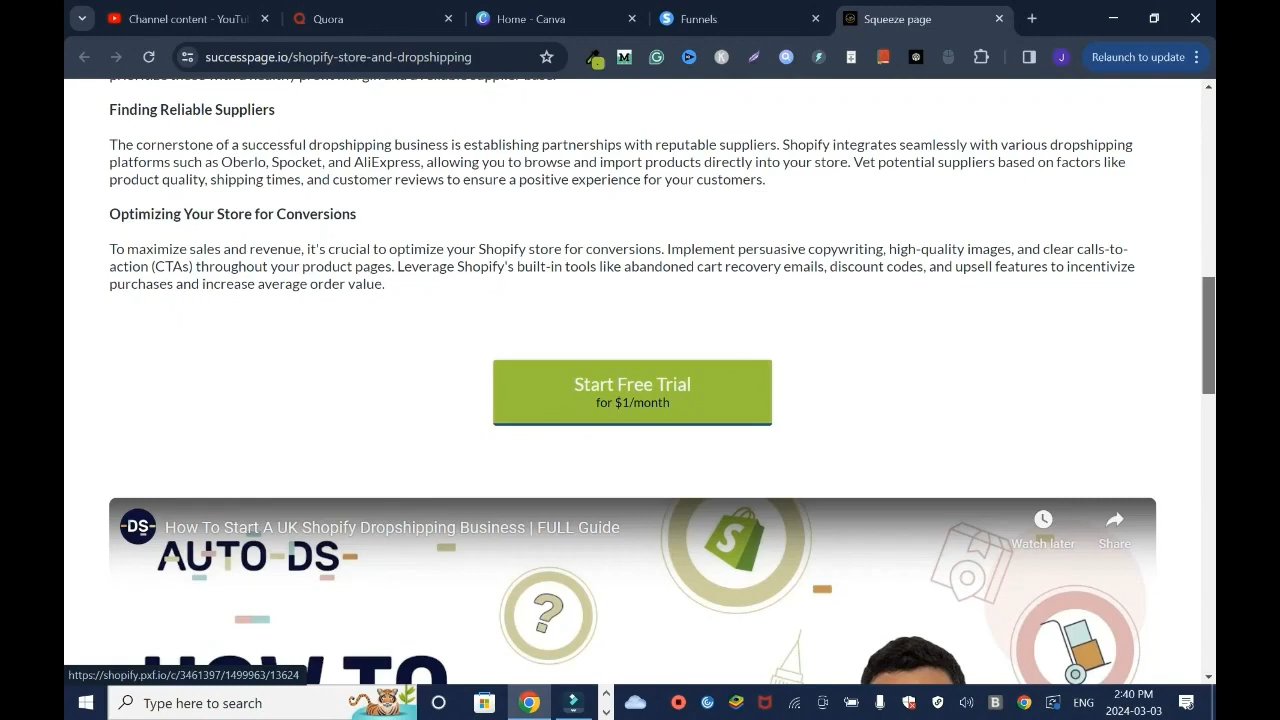 Channel content - YouTu
Quora
Home - Canva
Funnels
Squeeze page
successpage.io/shopify-store-and-dropshipping
Relaunch to update
Finding Reliable Suppliers
The cornerstone of a successful dropshipping business is establishing partnerships with reputable suppliers. Shopify integrates seamlessly with various dropshipping
platforms such as Oberlo, Spocket, and AliExpress, allowing you to browse and import products directly into your store. Vet potential suppliers based on factors like
product quality, shipping times, and customer reviews to ensure a positive experience for your customers.
Optimizing Your Store for Conversions
To maximize sales and revenue, it's crucial to optimize your Shopify store for conversions. Implement persuasive copywriting, high-quality images, and clear calls-to-
action (CTAs) throughout your product pages. Leverage Shopify's built-in tools like abandoned cart recovery emails, discount codes, and upsell features to incentivize
purchases and increase average order value.
Start Free Trial
for $1/month
-DS- How To Start A UK Shopify Dropshipping Business | FULL Guide
Watch later
Share
AUTO-DS-
HOW TO
https://shopify.pxf.io/c/3461397/1499963/13624
Type here to search
ENG
2:40 PM
2024-03-03